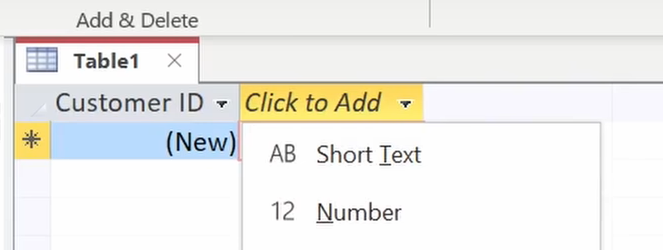 Add & Delete
Table1
Customer ID Click to Add
(New)
AB Short Text
12 Number